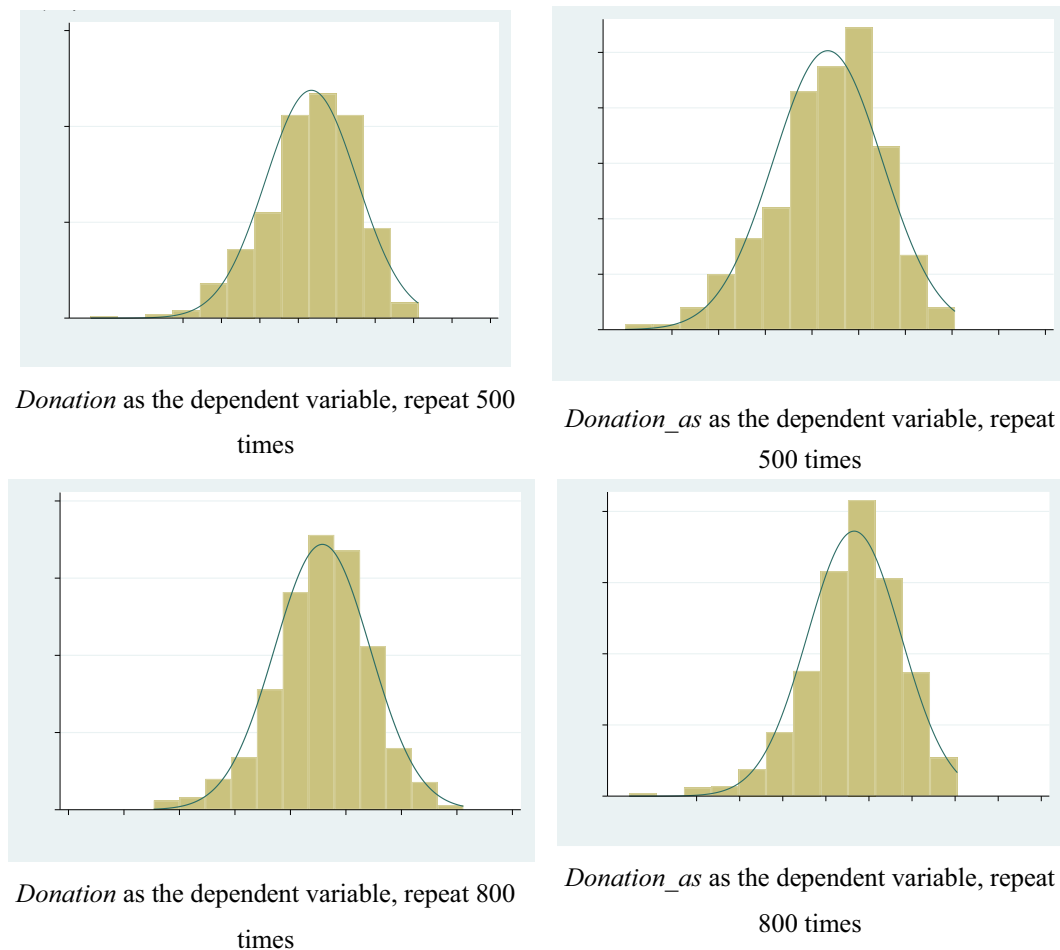 Donation as the dependent variable, repeat 500
times
Donation_as as the dependent variable, repeat
500 times
Donation as the dependent variable, repeat 800
times
Donation_as as the dependent variable, repeat
800 times